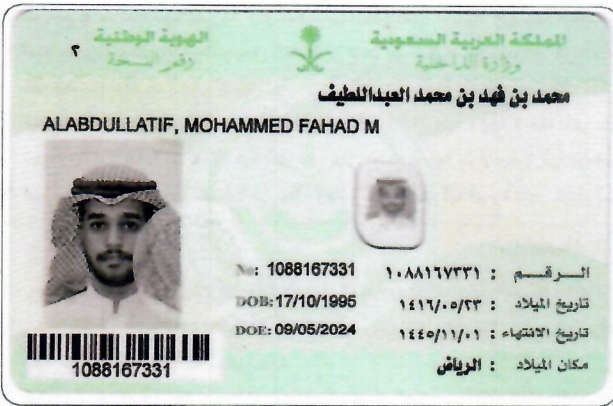 المملكة العربية السعودية
وزارة الداخلية
الهوية الوطنية
رقم النسخة ٢
محمد بن فهد بن محمد العبداللطيف
ALABDULLATIF, MOHAMMED FAHAD M
No: 1088167331 الرقم : ١٠٨٨١٦٧٣٣١
DOB: 17/10/1995 تاريخ الميلاد : ١٤١٦/٠٥/٢٣
DOE: 09/05/2024 تاريخ الانتهاء : ١٤٤٥/١١/٠١
مكان الميلاد : الرياض
1088167331